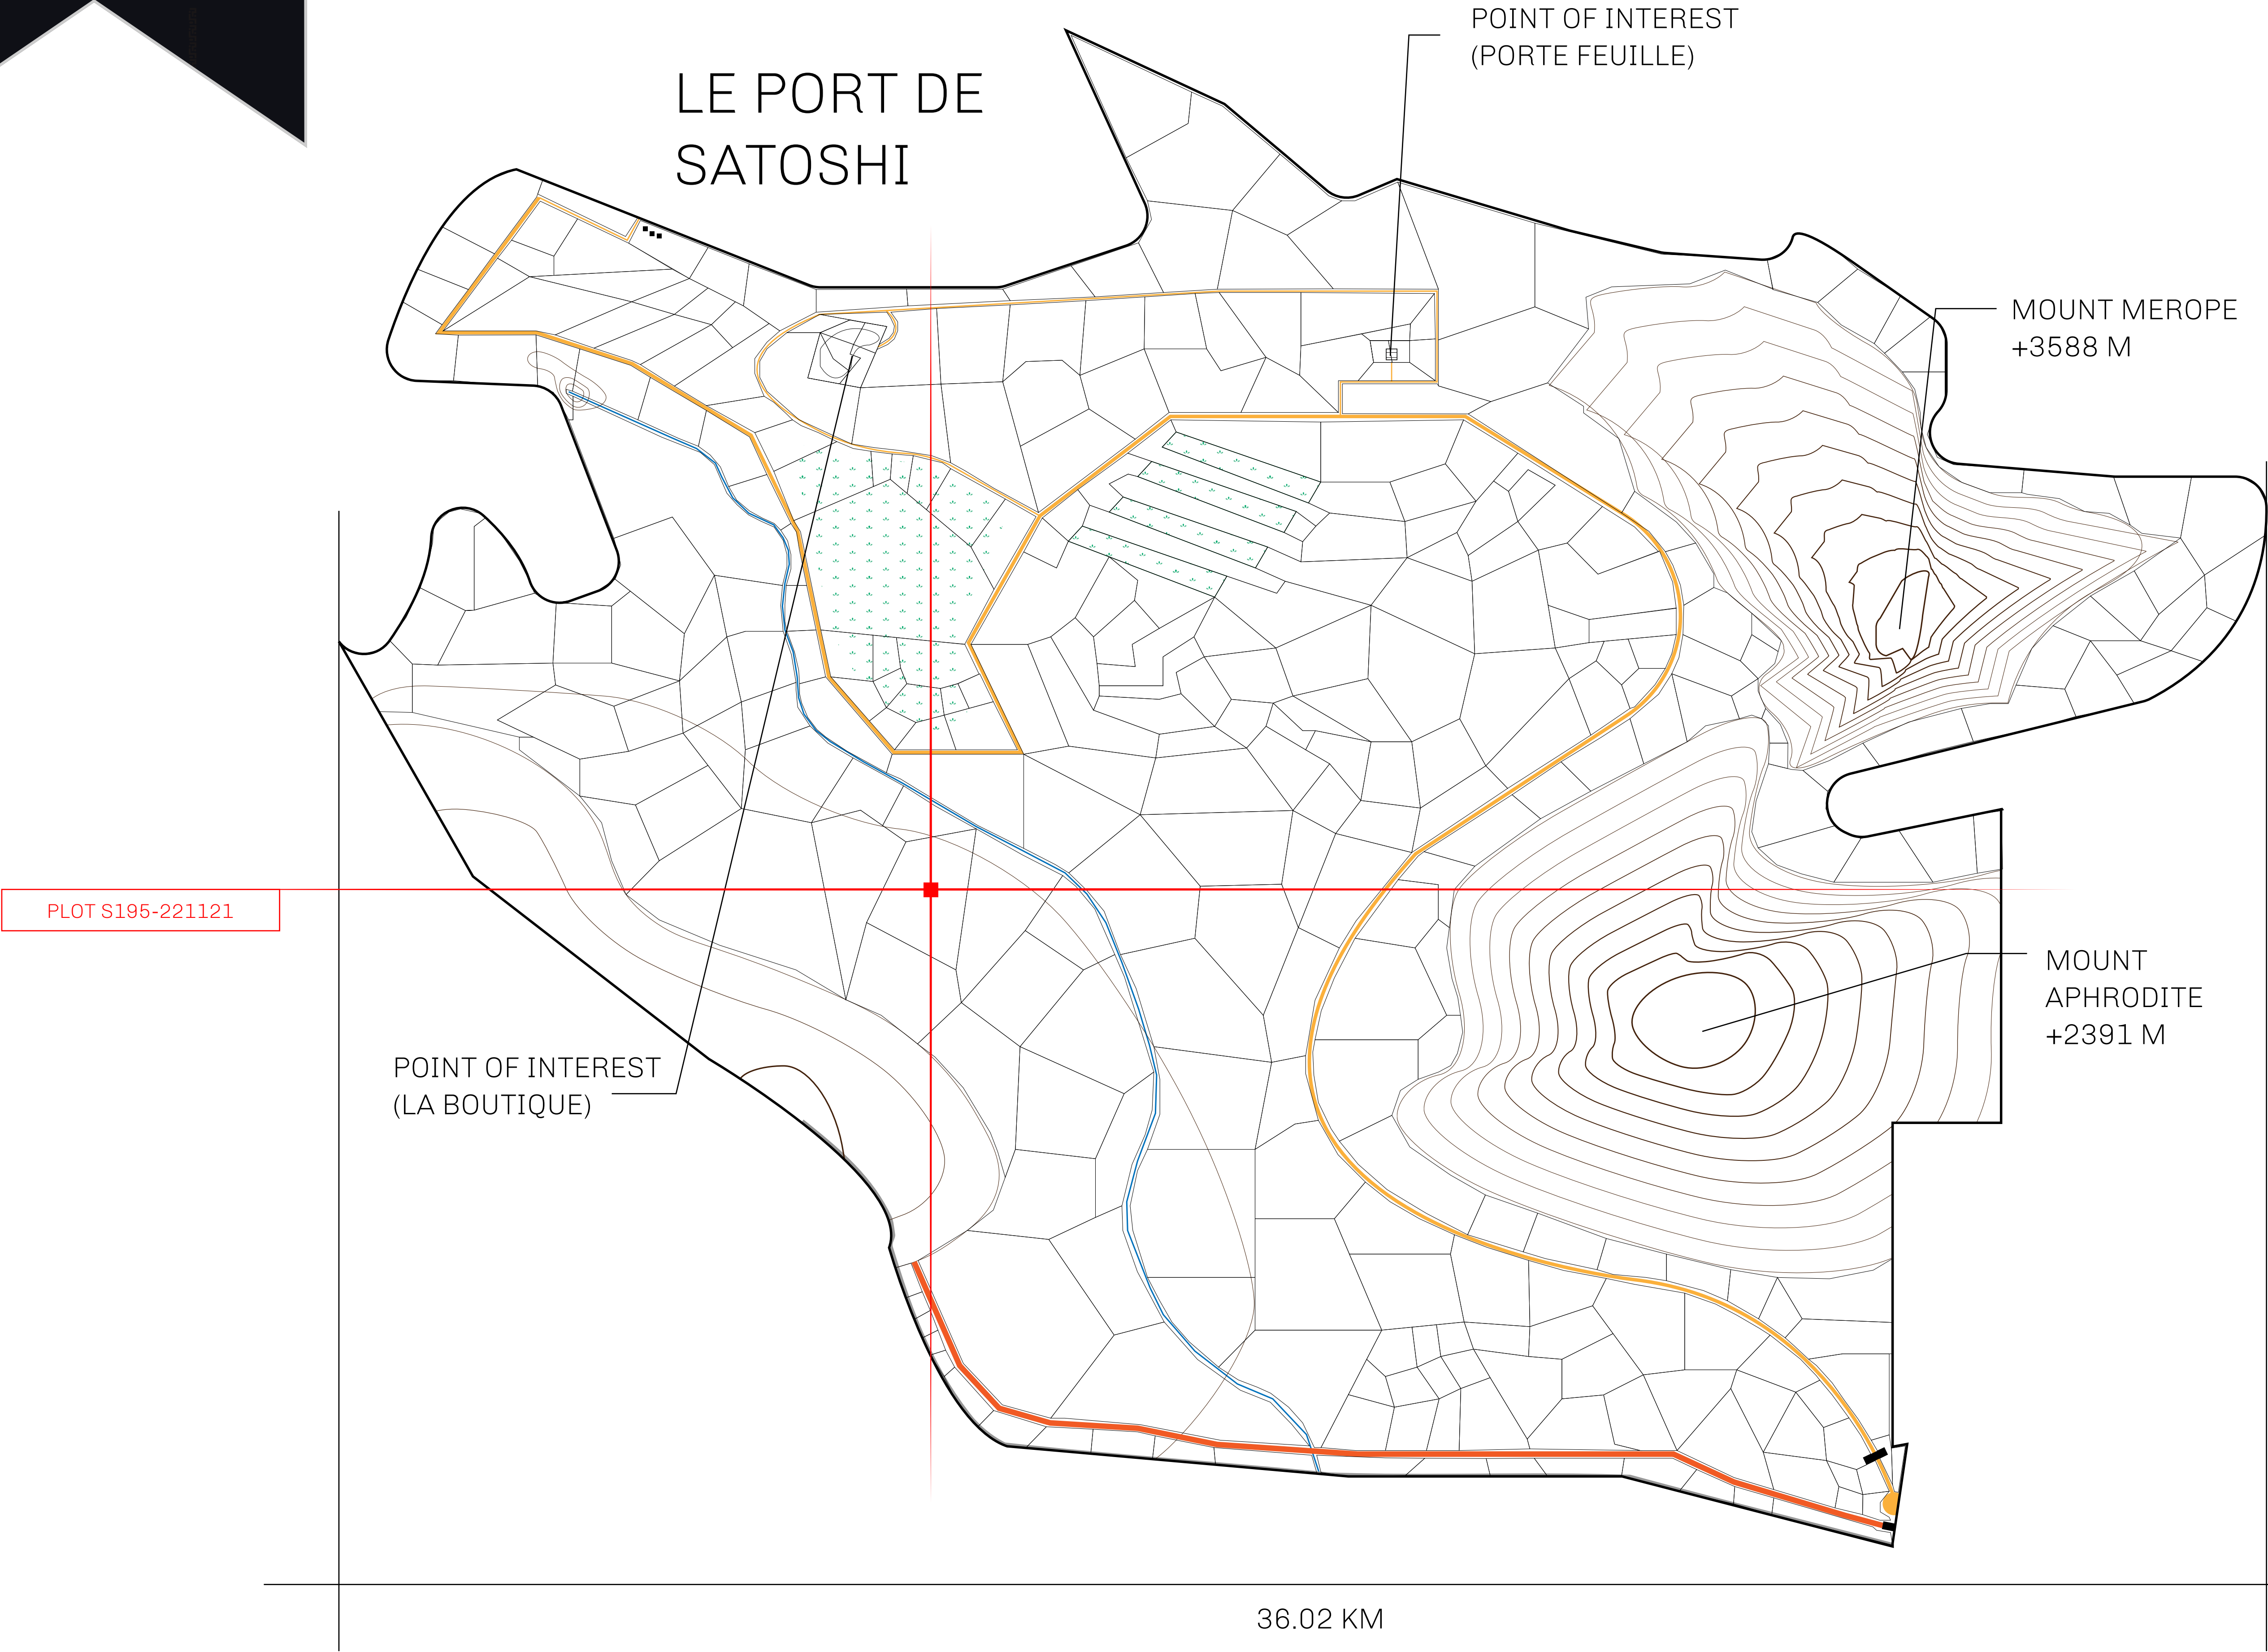 POINT OF INTEREST
(PORTE FEUILLE)
LE PORT DE
SATOSHI
MOUNT MEROPE
+3588 M
PLOT S195-221121
MOUNT
APHRODITE
+2391 M
POINT OF INTEREST
(LA BOUTIQUE)
36.02 KM